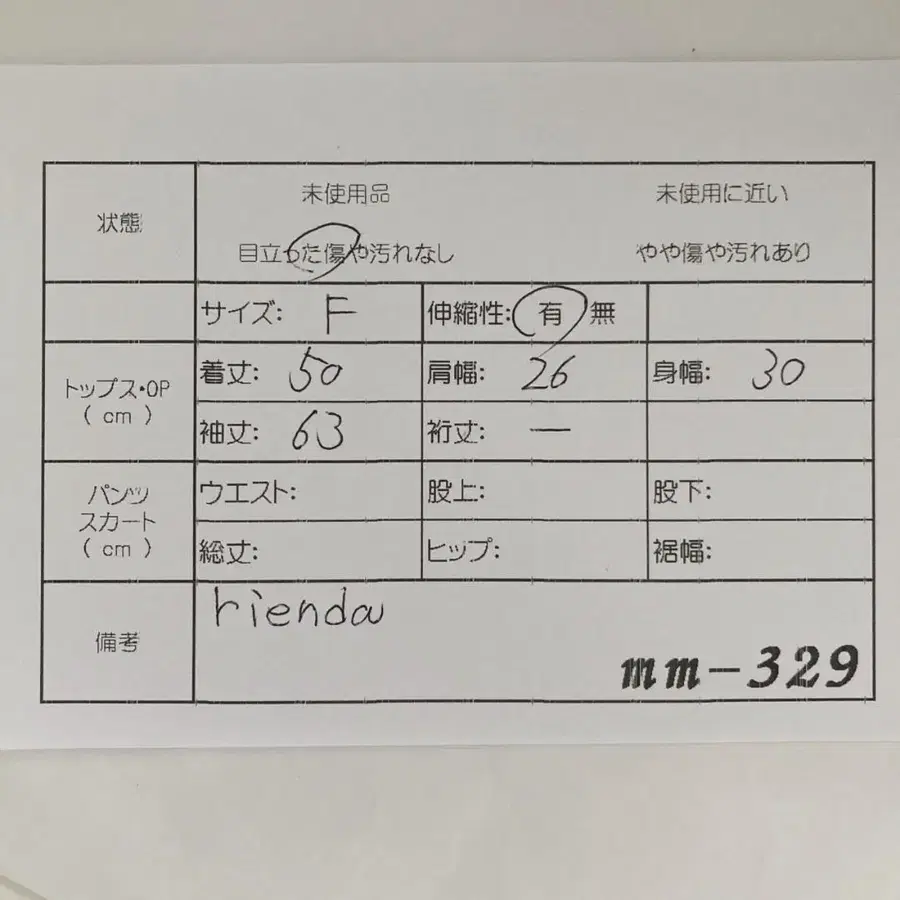 状態
未使用品 未使用に近い
目立った傷や汚れなし やや傷や汚れあり
サイズ: F 伸縮性: 有 無
トップス・OP
( cm )
着丈: 50 肩幅: 26 身幅: 30
袖丈: 63 裄丈: —
パンツ
スカート
( cm )
ウエスト: 股上: 股下:
総丈: ヒップ: 裾幅:
備考
rienda
mm-329